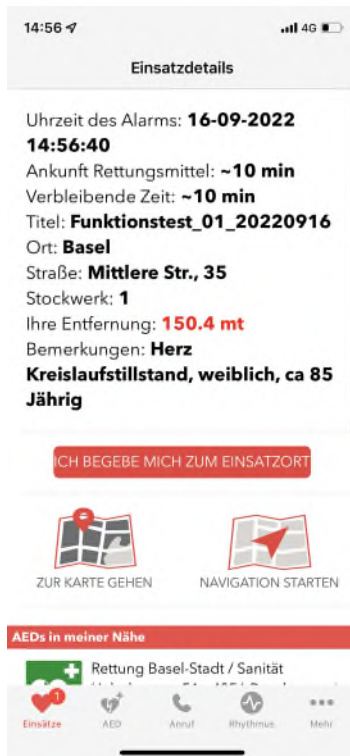 14:56
4G
Einsatzdetails
Uhrzeit des Alarms: 16-09-2022
14:56:40
Ankunft Rettungsmittel: ~10 min
Verbleibende Zeit: ~10 min
Titel: Funktionstest_01_20220916
Ort: Basel
Straße: Mittlere Str., 35
Stockwerk: 1
Ihre Entfernung: 150.4 mt
Bemerkungen: Herz
Kreislaufstillstand, weiblich, ca 85
Jährig
ICH BEGEBE MICH ZUM EINSATZORT
ZUR KARTE GEHEN
NAVIGATION STARTEN
AEDs in meiner Nähe
Rettung Basel-Stadt / Sanität
1
Einsätze
AED
Anruf
Rhythmus
Mehr